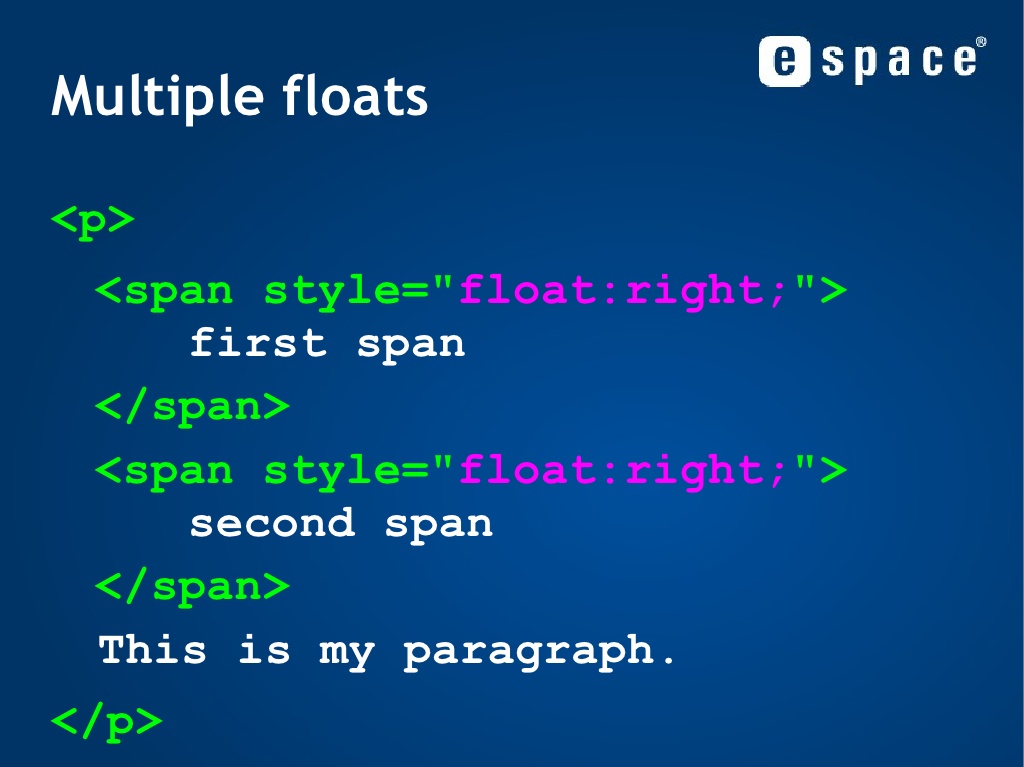 espace®
Multiple floats
<p>
<span style="float:right;">
first span
</span>
<span style="float:right;">
second span
</span>
This is my paragraph.
</p>